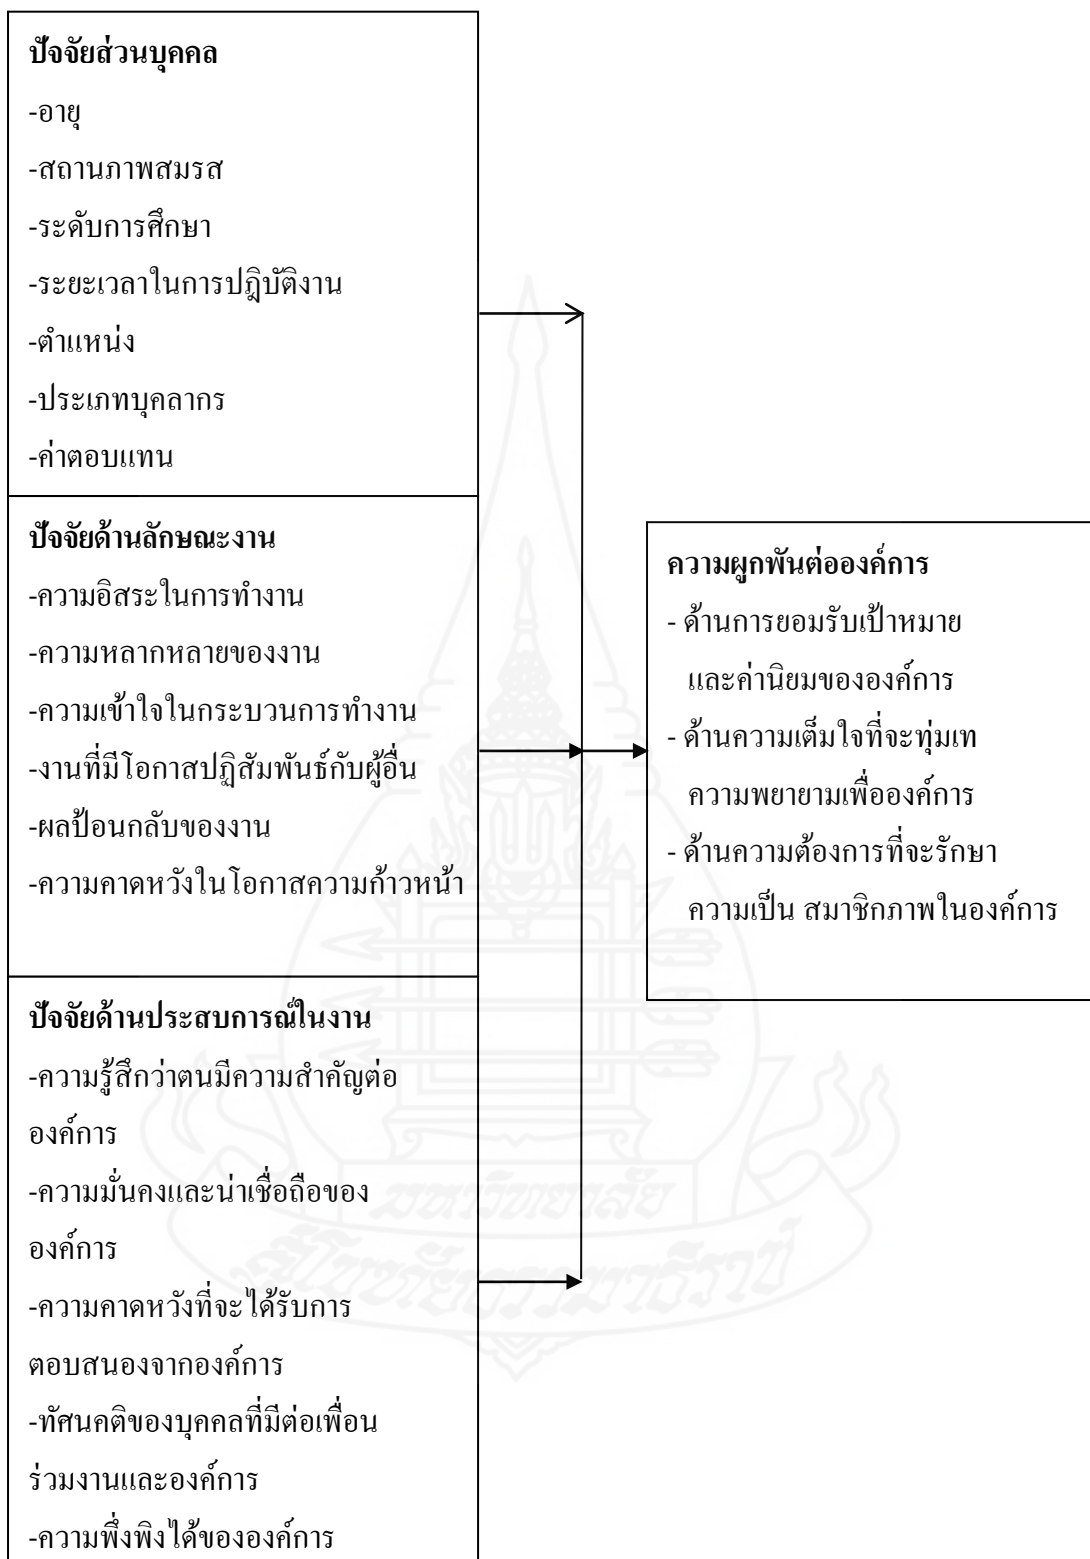 ปัจจัยส่วนบุคคล
-อายุ
-สถานภาพสมรส
-ระดับการศึกษา
-ระยะเวลาในการปฎิบัติงาน
-ตำแหน่ง
-ประเภทบุคลากร
-ค่าตอบแทน
ปัจจัยด้านลักษณะงาน
-ความอิสระในการทำงาน
-ความหลากหลายของงาน
-ความเข้าใจในกระบวนการทำงาน
-งานที่มีโอกาสปฏิสัมพันธ์กับผู้อื่น
-ผลป้อนกลับของงาน
-ความคาดหวังในโอกาสความก้าวหน้า
ปัจจัยด้านประสบการณ์ในงาน
-ความรู้สึกว่าตนมีความสำคัญต่อ
องค์การ
-ความมั่นคงและน่าเชื่อถือของ
องค์การ
-ความคาดหวังที่จะได้รับการ
ตอบสนองจากองค์การ
-ทัศนคติของบุคคลที่มีต่อเพื่อน
ร่วมงานและองค์การ
-ความพึ่งพิงได้ขององค์การ
ความผูกพันต่อองค์การ
- ด้านการยอมรับเป้าหมาย
และค่านิยมขององค์การ
- ด้านความเต็มใจที่จะทุ่มเท
ความพยายามเพื่อองค์การ
- ด้านความต้องการที่จะรักษา
ความเป็น สมาชิกภาพในองค์การ
มหาวิทยาลัย
สุโขทัยธรรมาธิราช